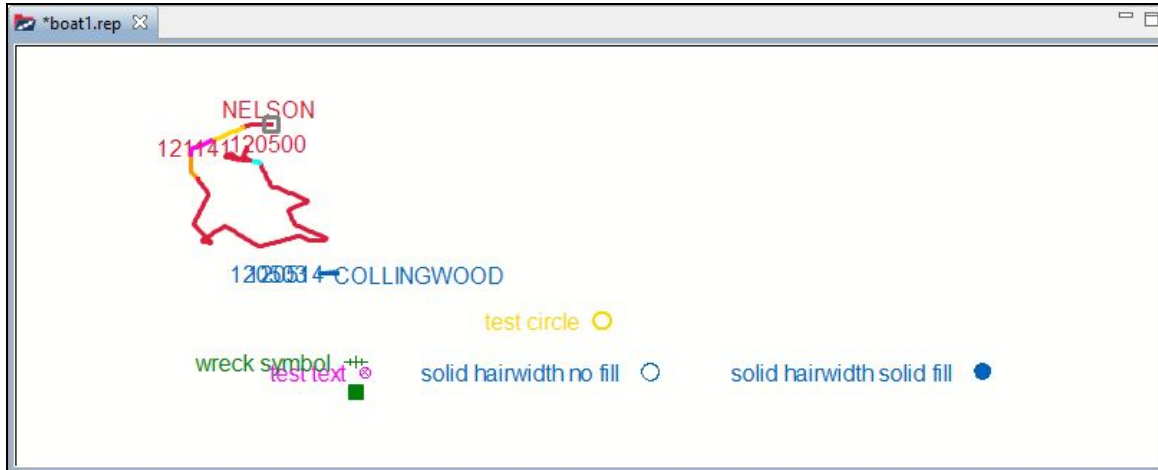 *boat1.rep
NELSON
121141
120500
120514
COLLINGWOOD
test circle
wreck symbol
test text
solid hairwidth no fill
solid hairwidth solid fill